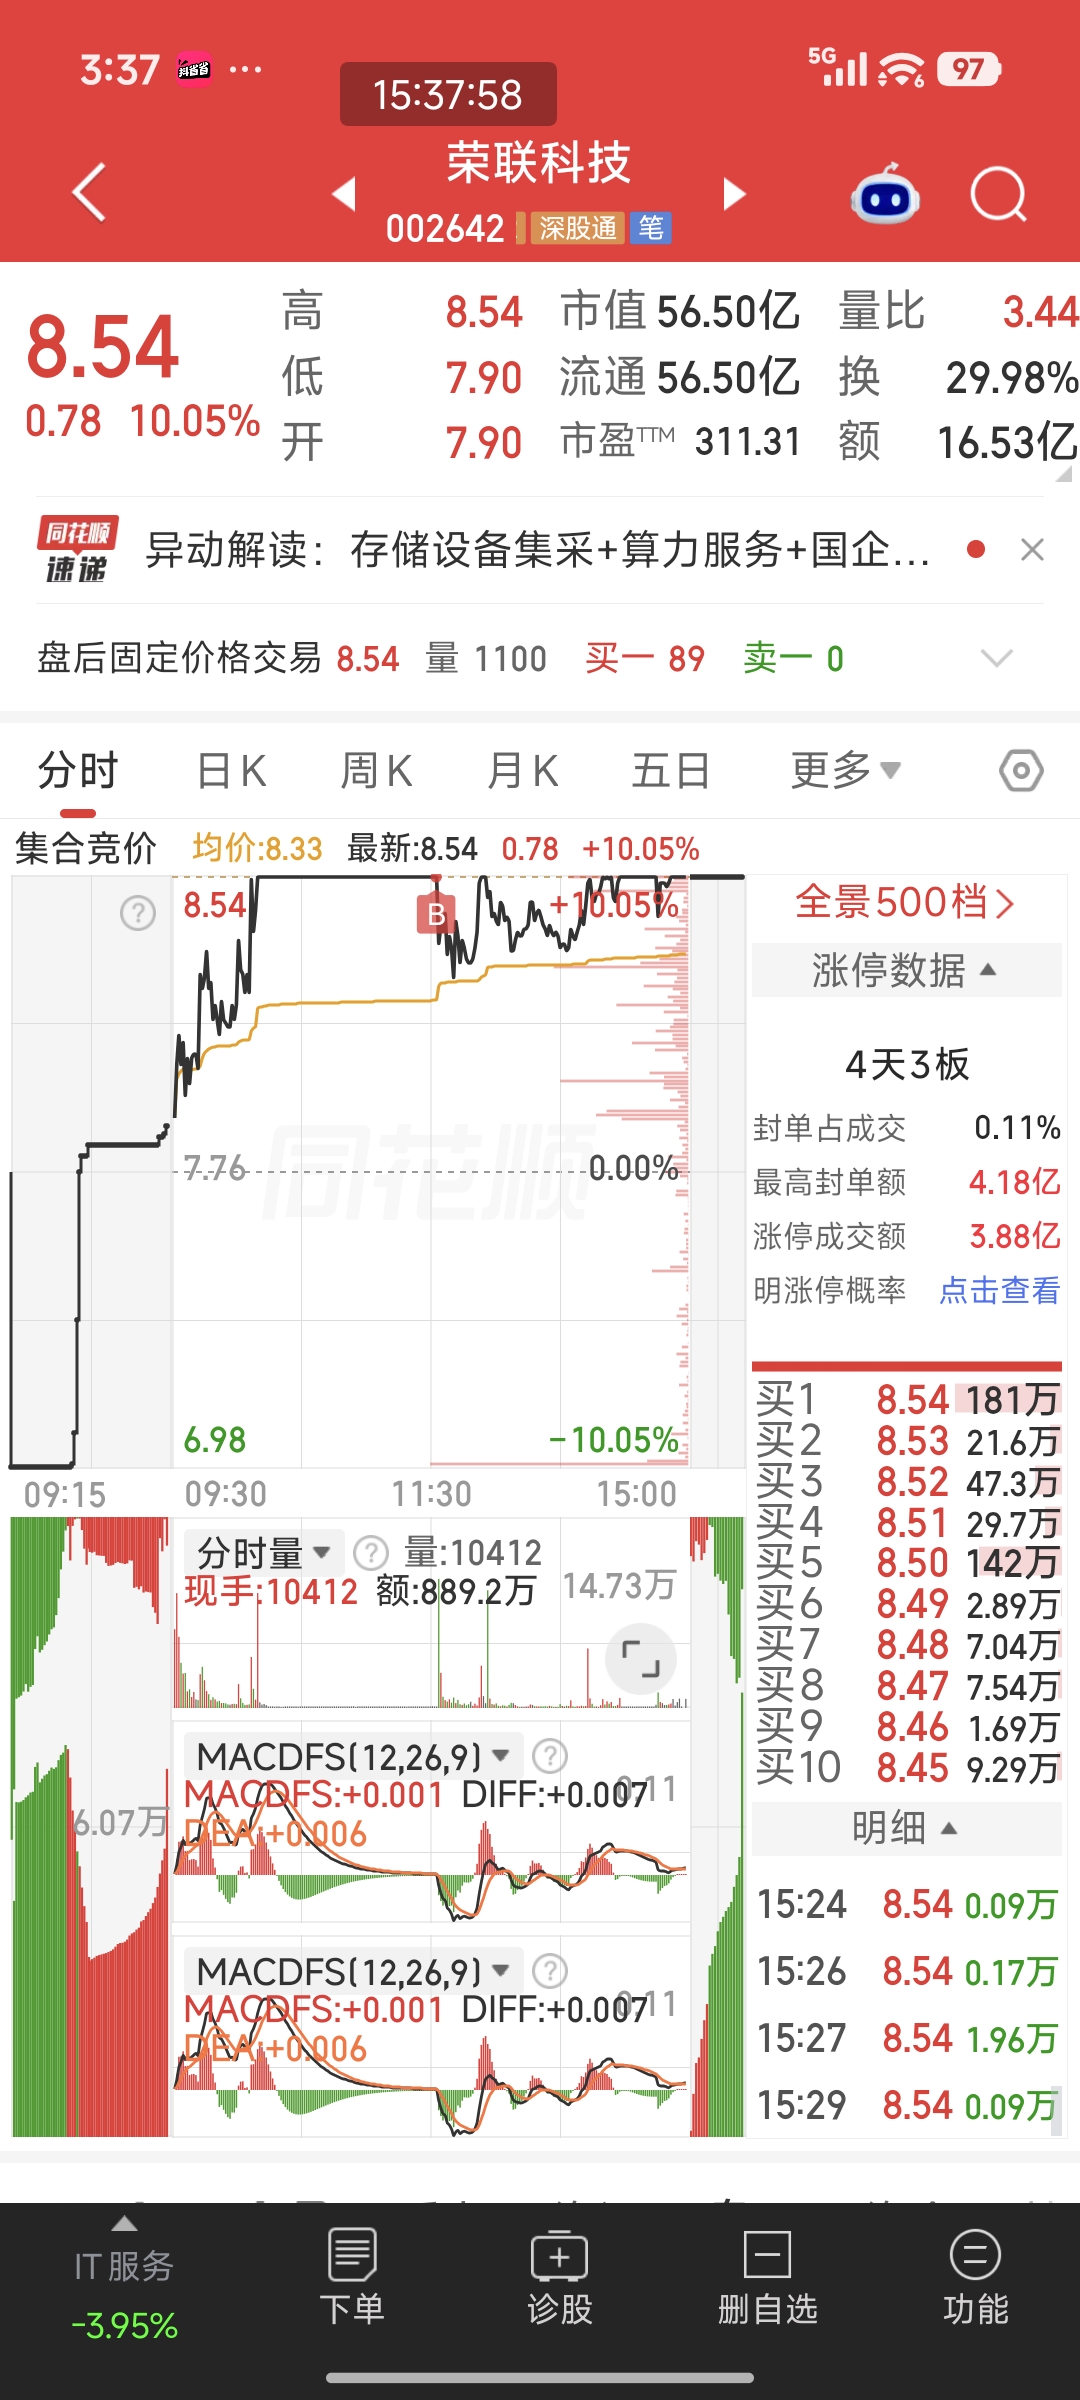 3:37 抖省省 ... 5G 6 97
15:37:58
荣联科技
002642 深股通 笔
8.54
0.78 10.05%
高 8.54 市值 56.50亿 量比 3.44
低 7.90 流通 56.50亿 换 29.98%
开 7.90 市盈TTM 311.31 额 16.53亿
同花顺
速递
异动解读：存储设备集采+算力服务+国企...
盘后固定价格交易 8.54 量 1100 买一 89 卖一 0
分时 日K 周K 月K 五日 更多
集合竞价 均价:8.33 最新:8.54 0.78 +10.05%
? 8.54 B +10.05%
7.76 0.00%
同花顺
6.98 -10.05%
09:15 09:30 11:30 15:00
分时量 ? 量:10412
现手:10412 额:889.2万 14.73万
MACDFS(12,26,9) ?
MACDFS:+0.001 DIFF:+0.007 0.11
DEA:+0.006
6.07万
MACDFS(12,26,9) ?
MACDFS:+0.001 DIFF:+0.007 0.11
DEA:+0.006
全景500档
涨停数据
4天3板
封单占成交 0.11%
最高封单额 4.18亿
涨停成交额 3.88亿
明涨停概率 点击查看
买1 8.54 181万
买2 8.53 21.6万
买3 8.52 47.3万
买4 8.51 29.7万
买5 8.50 142万
买6 8.49 2.89万
买7 8.48 7.04万
买8 8.47 7.54万
买9 8.46 1.69万
买10 8.45 9.29万
明细
15:24 8.54 0.09万
15:26 8.54 0.17万
15:27 8.54 1.96万
15:29 8.54 0.09万
IT服务
-3.95%
下单
诊股
删自选
功能